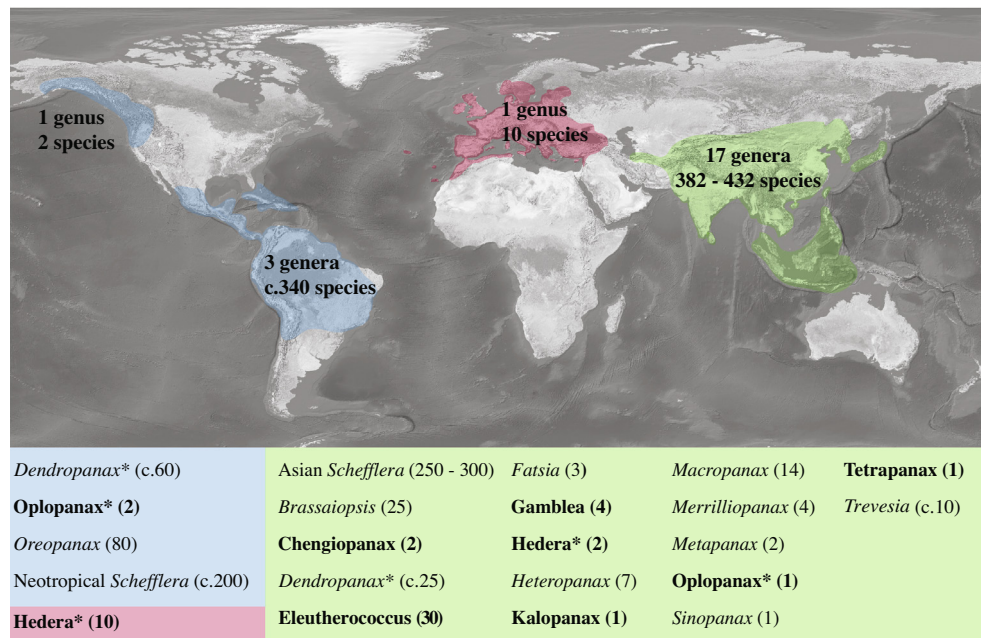 1 genus
2 species
1 genus
10 species
17 genera
382 - 432 species
3 genera
c.340 species
Dendropanax* (c.60)
Oplopanax* (2)
Oreopanax (80)
Neotropical Schefflera (c.200)
Hedera* (10)
Asian Schefflera (250 - 300)
Brassaiopsis (25)
Chengiopanax (2)
Dendropanax* (c.25)
Eleutherococcus (30)
Fatsia (3)
Gamblea (4)
Hedera* (2)
Heteropanax (7)
Kalopanax (1)
Macropanax (14)
Merrilliopanax (4)
Metapanax (2)
Oplopanax* (1)
Sinopanax (1)
Tetrapanax (1)
Trevesia (c.10)